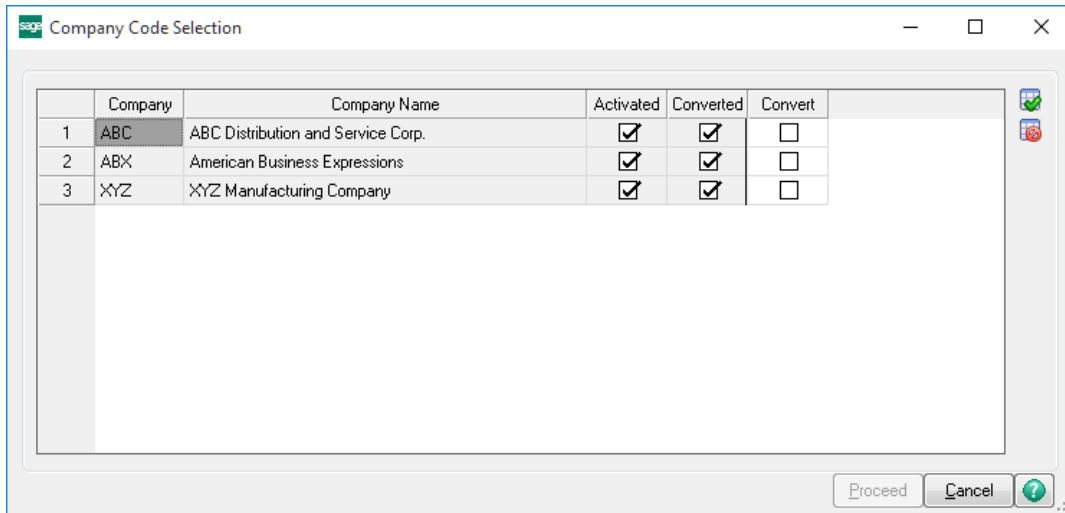 sage Company Code Selection
Company Company Name Activated Converted Convert
1 ABC ABC Distribution and Service Corp.
2 ABX American Business Expressions
3 XYZ XYZ Manufacturing Company
Proceed Cancel ?